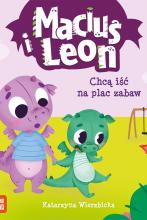 Maciuś
i Leon
Chcą iść
na plac zabaw
Katarzyna Wierzbicka